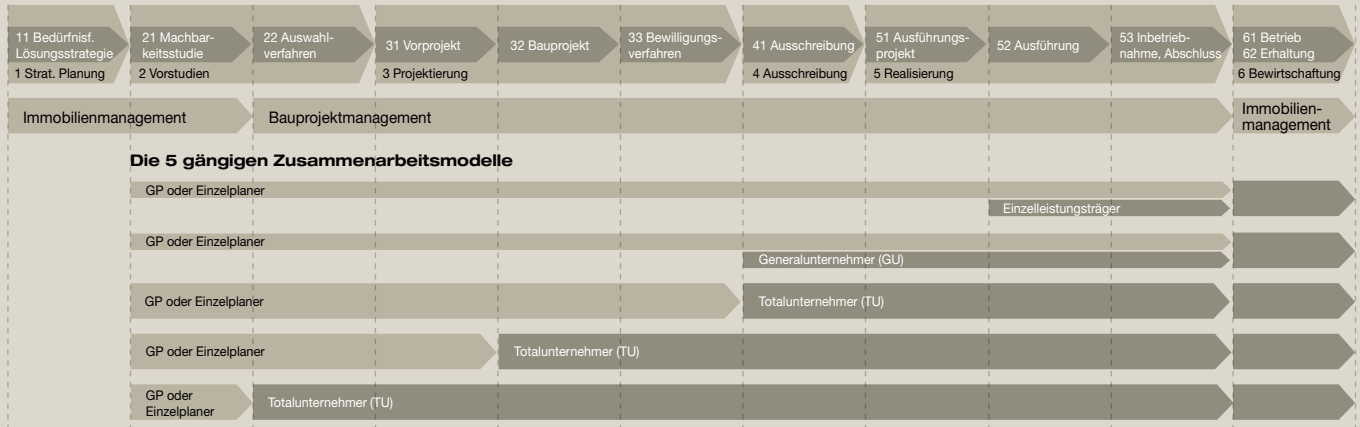 11 Bedürfnisf.
Lösungsstrategie
21 Machbar-
keitsstudie
22 Auswahl-
verfahren
31 Vorprojekt
32 Bauprojekt
33 Bewilligungs-
verfahren
41 Ausschreibung
51 Ausführungs-
projekt
52 Ausführung
53 Inbetrieb-
nahme, Abschluss
61 Betrieb
62 Erhaltung
1 Strat. Planung
2 Vorstudien
3 Projektierung
4 Ausschreibung
5 Realisierung
6 Bewirtschaftung
Immobilienmanagement
Bauprojektmanagement
Immobilien-
management
Die 5 gängigen Zusammenarbeitsmodelle
GP oder Einzelplaner
Einzelleistungsträger
GP oder Einzelplaner
Generalunternehmer (GU)
GP oder Einzelplaner
Totalunternehmer (TU)
GP oder Einzelplaner
Totalunternehmer (TU)
GP oder
Einzelplaner
Totalunternehmer (TU)